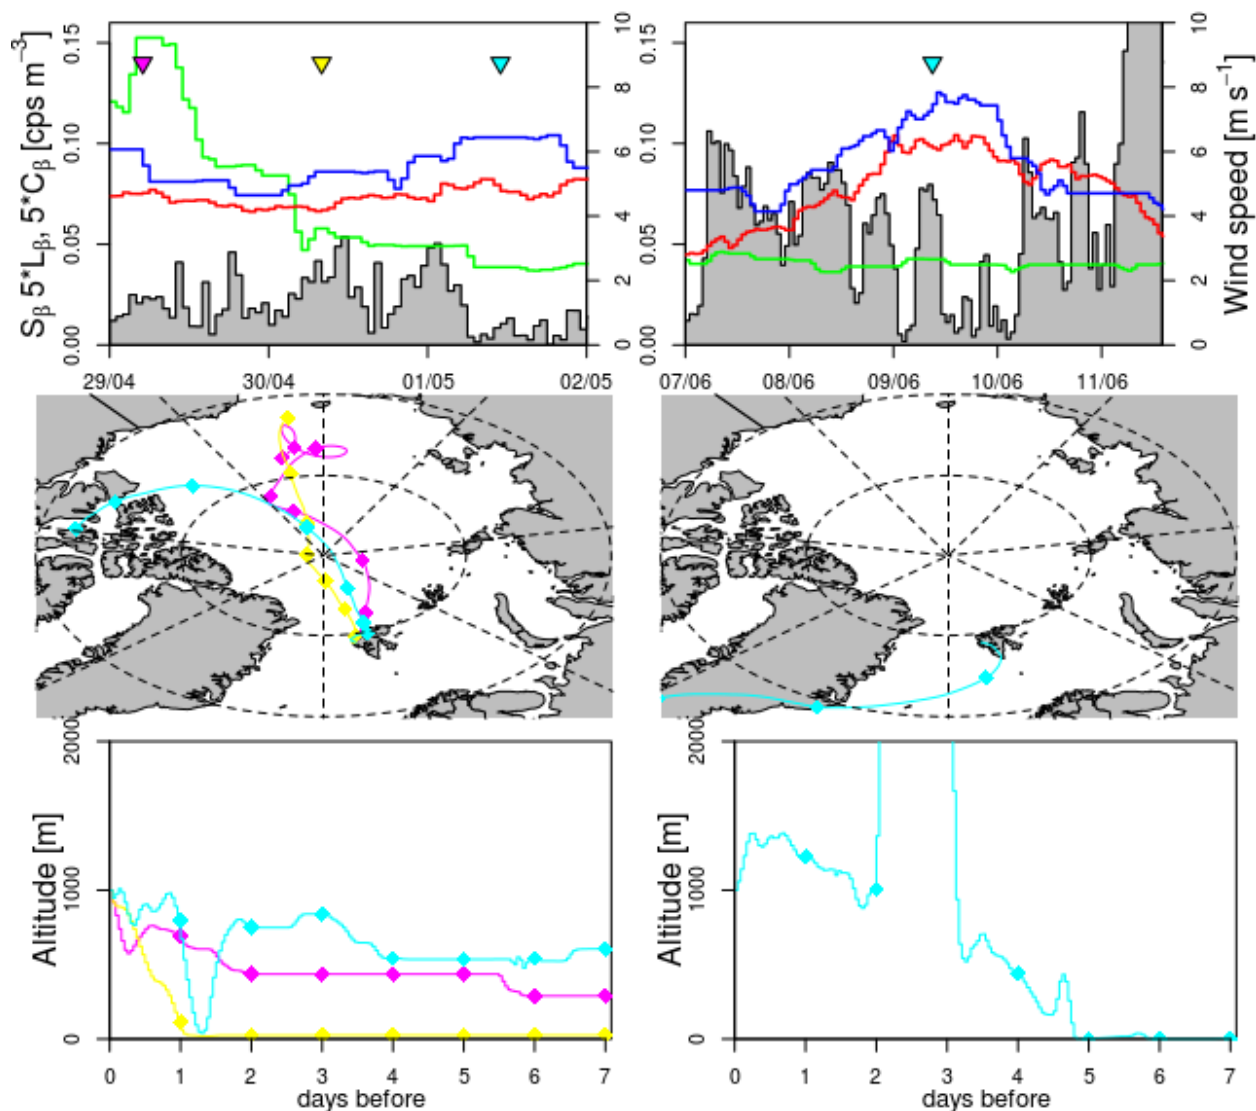 Sβ 5*Lβ, 5*Cβ [cps m⁻³]
0.00 0.05 0.10 0.15
0 2 4 6 8 10
29/04 30/04 01/05 02/05
0.00 0.05 0.10 0.15
0 2 4 6 8 10
Wind speed [m s⁻¹]
07/06 08/06 09/06 10/06 11/06
Altitude [m]
0 1000 2000
0 1 2 3 4 5 6 7
days before
Altitude [m]
0 1000 2000
0 1 2 3 4 5 6 7
days before